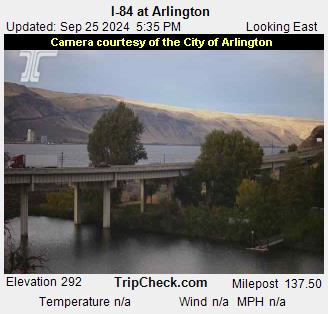 I-84 at Arlington
Updated: Sep 25 2024 5:35 PM Looking East
Camera courtesy of the City of Arlington
Elevation 292 TripCheck.com Milepost 137.50
Temperature n/a Wind n/a MPH n/a